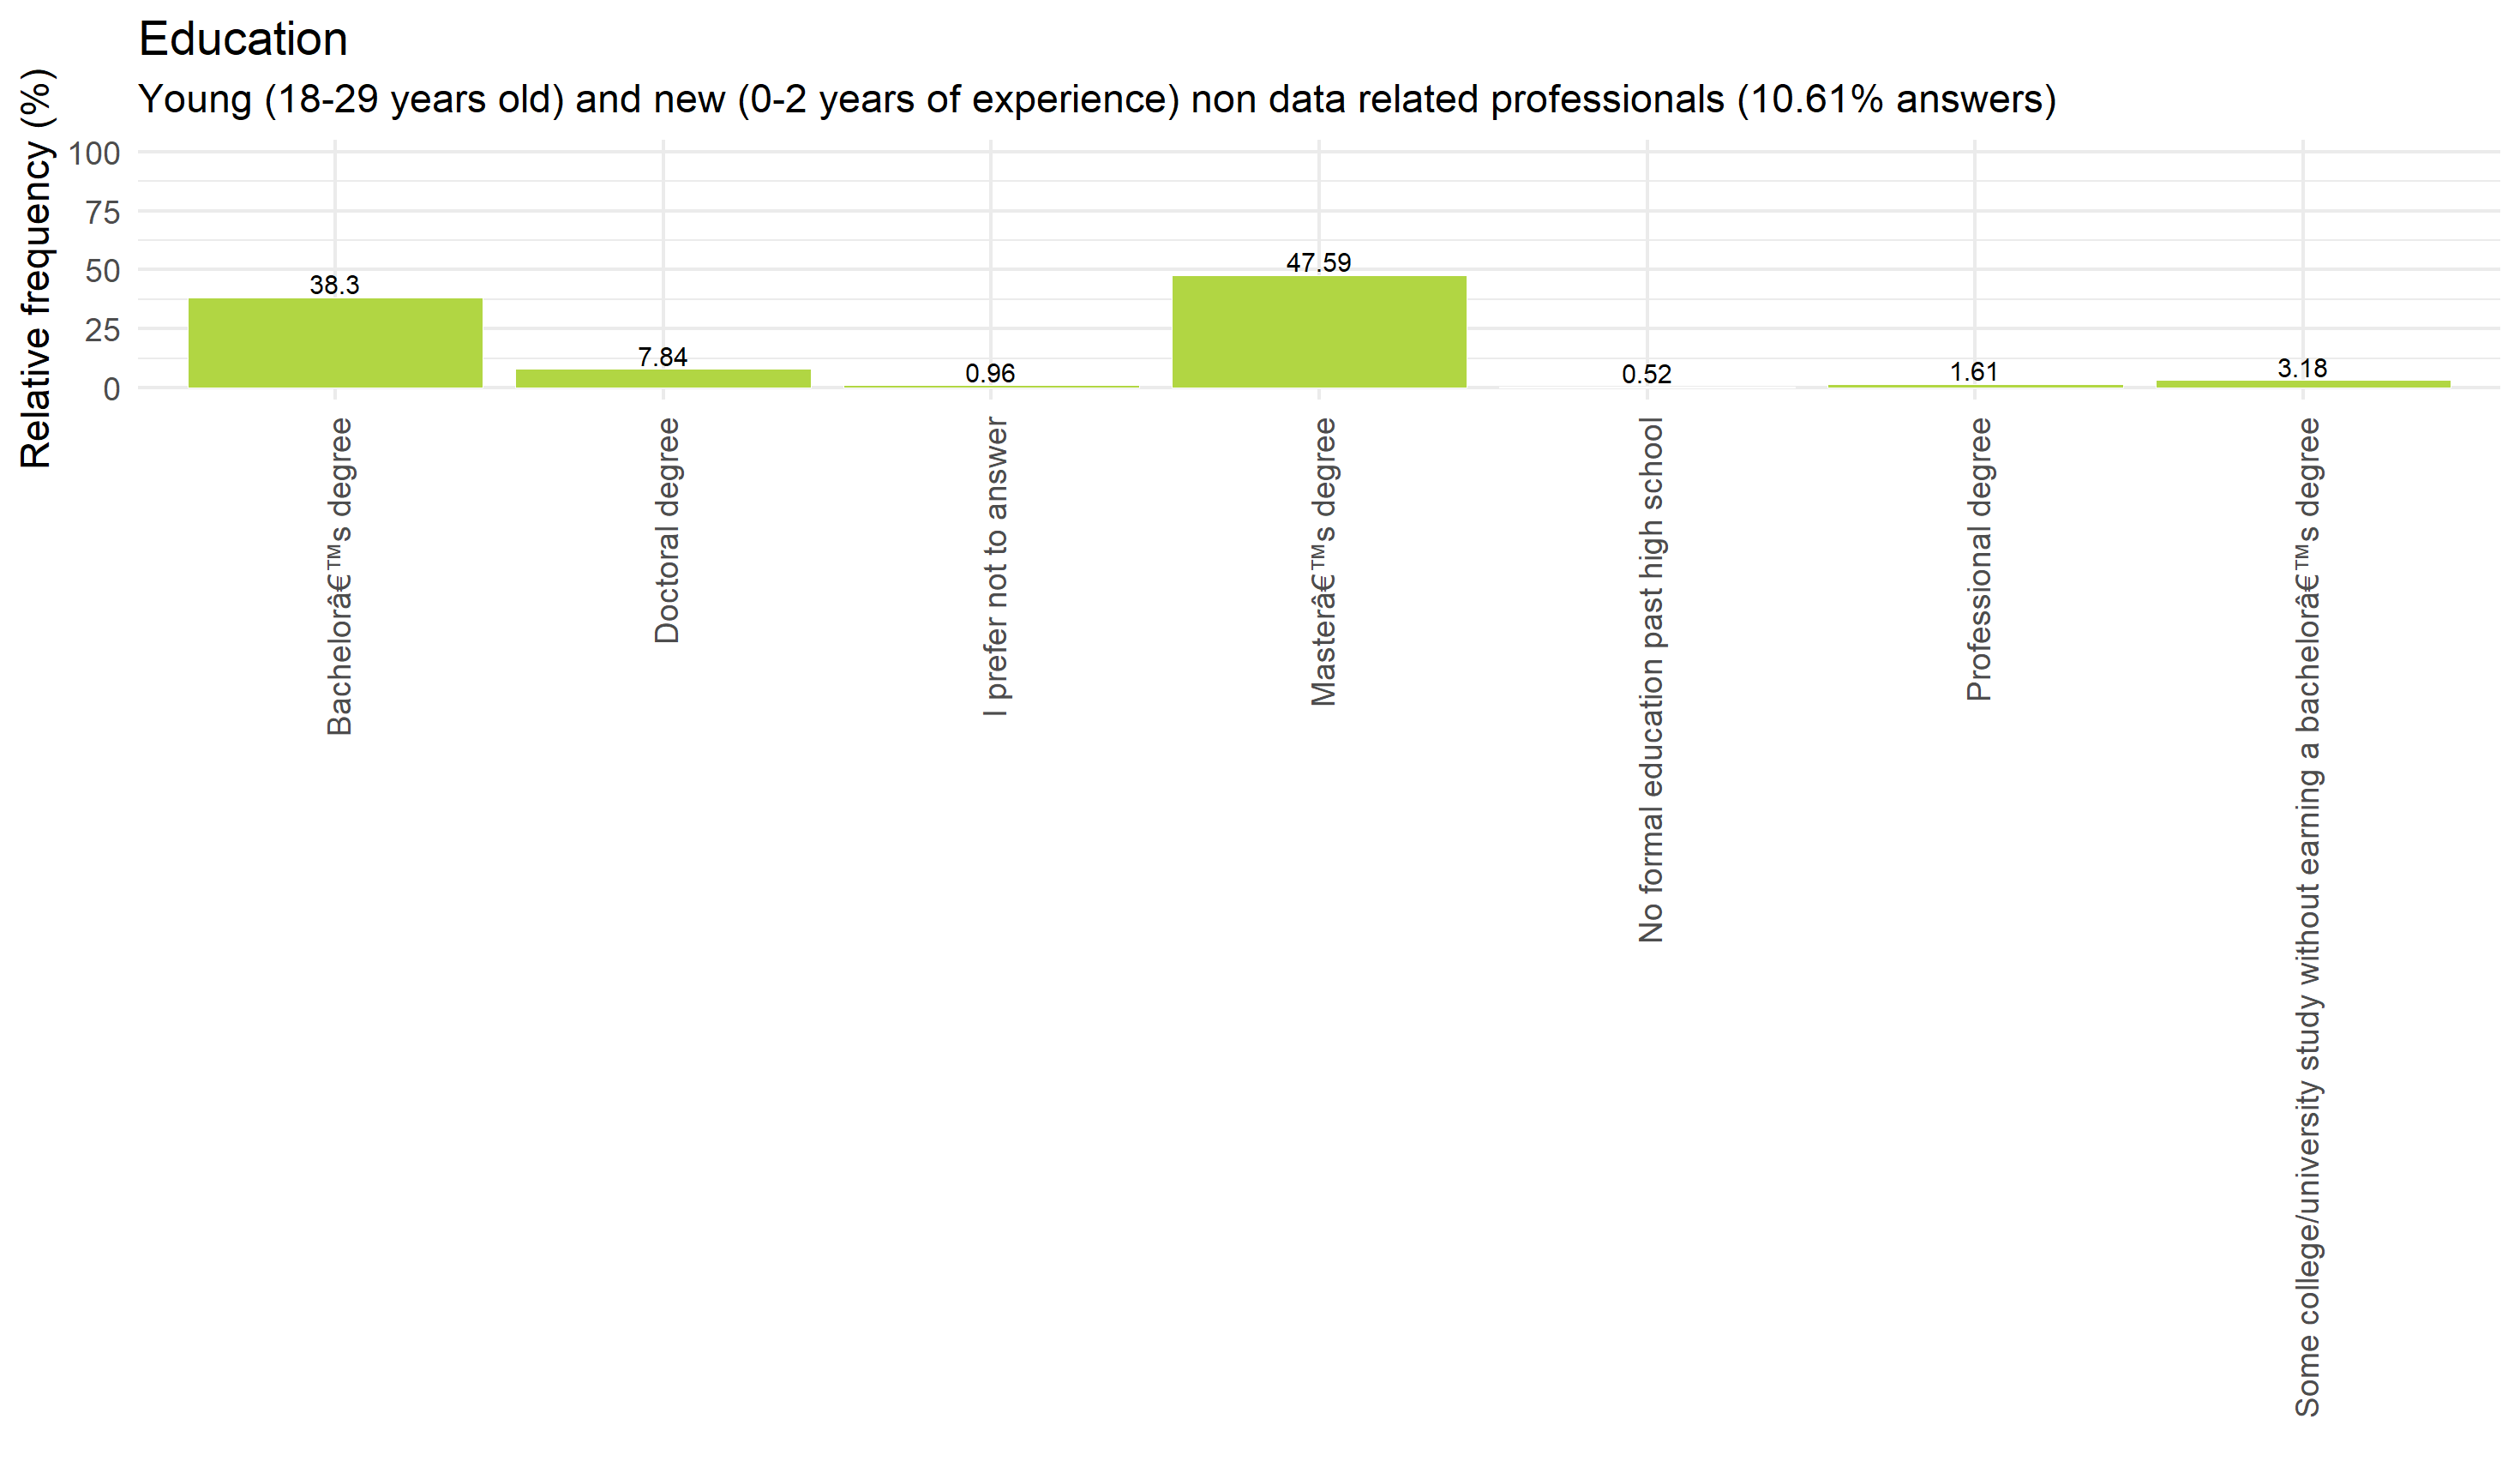 Education
Young (18-29 years old) and new (0-2 years of experience) non data related professionals (10.61% answers)
Relative frequency (%)
100
75
50
25
0
38.3
7.84
0.96
47.59
0.52
1.61
3.18
Bachelorâ€™s degree
Doctoral degree
I prefer not to answer
Masterâ€™s degree
No formal education past high school
Professional degree
Some college/university study without earning a bachelorâ€™s degree